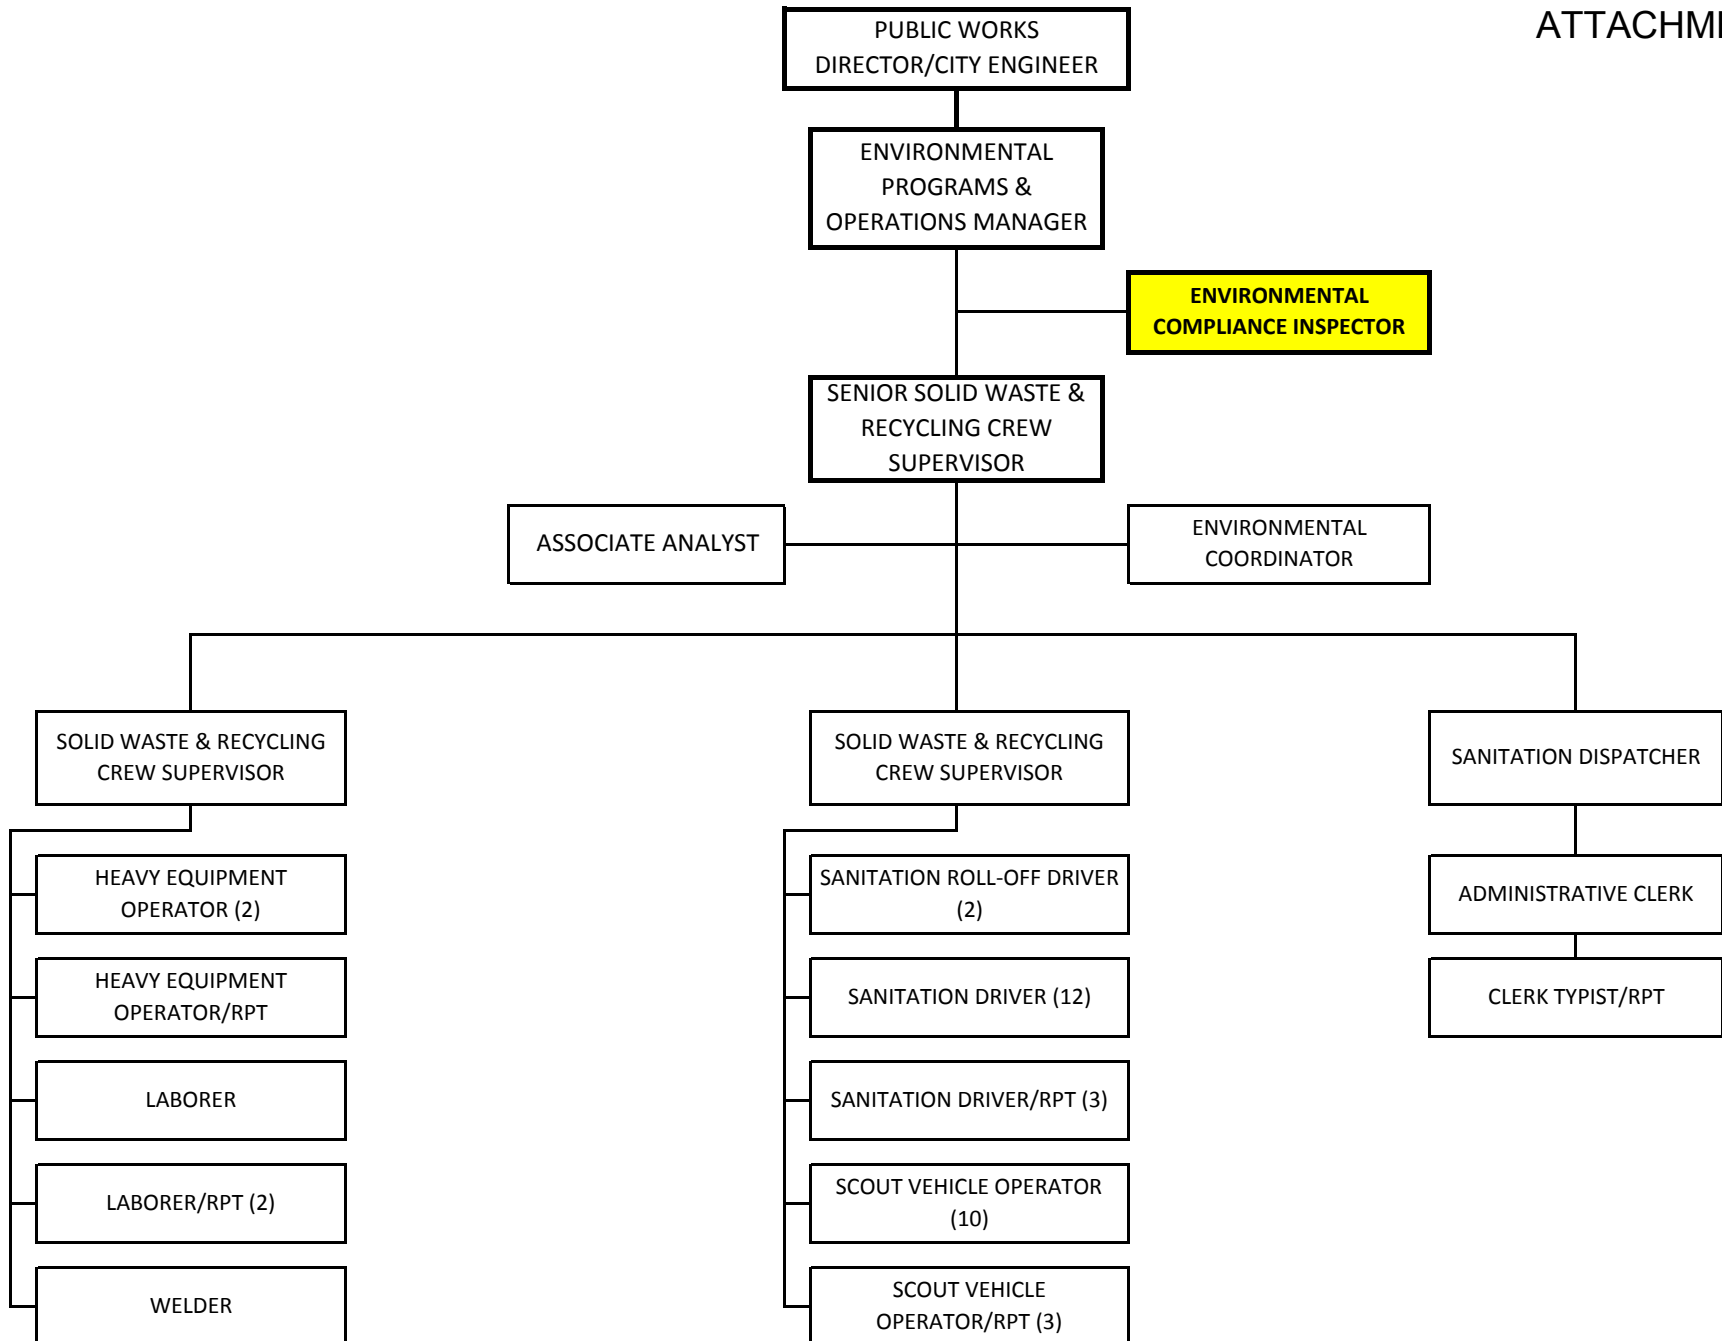 ATTACHM
PUBLIC WORKS
DIRECTOR/CITY ENGINEER
ENVIRONMENTAL
PROGRAMS &
OPERATIONS MANAGER
ENVIRONMENTAL
COMPLIANCE INSPECTOR
SENIOR SOLID WASTE &
RECYCLING CREW
SUPERVISOR
ASSOCIATE ANALYST
ENVIRONMENTAL
COORDINATOR
SOLID WASTE & RECYCLING
CREW SUPERVISOR
SOLID WASTE & RECYCLING
CREW SUPERVISOR
SANITATION DISPATCHER
HEAVY EQUIPMENT
OPERATOR (2)
HEAVY EQUIPMENT
OPERATOR/RPT
LABORER
LABORER/RPT (2)
WELDER
SANITATION ROLL-OFF DRIVER
(2)
SANITATION DRIVER (12)
SANITATION DRIVER/RPT (3)
SCOUT VEHICLE OPERATOR
(10)
SCOUT VEHICLE
OPERATOR/RPT (3)
ADMINISTRATIVE CLERK
CLERK TYPIST/RPT